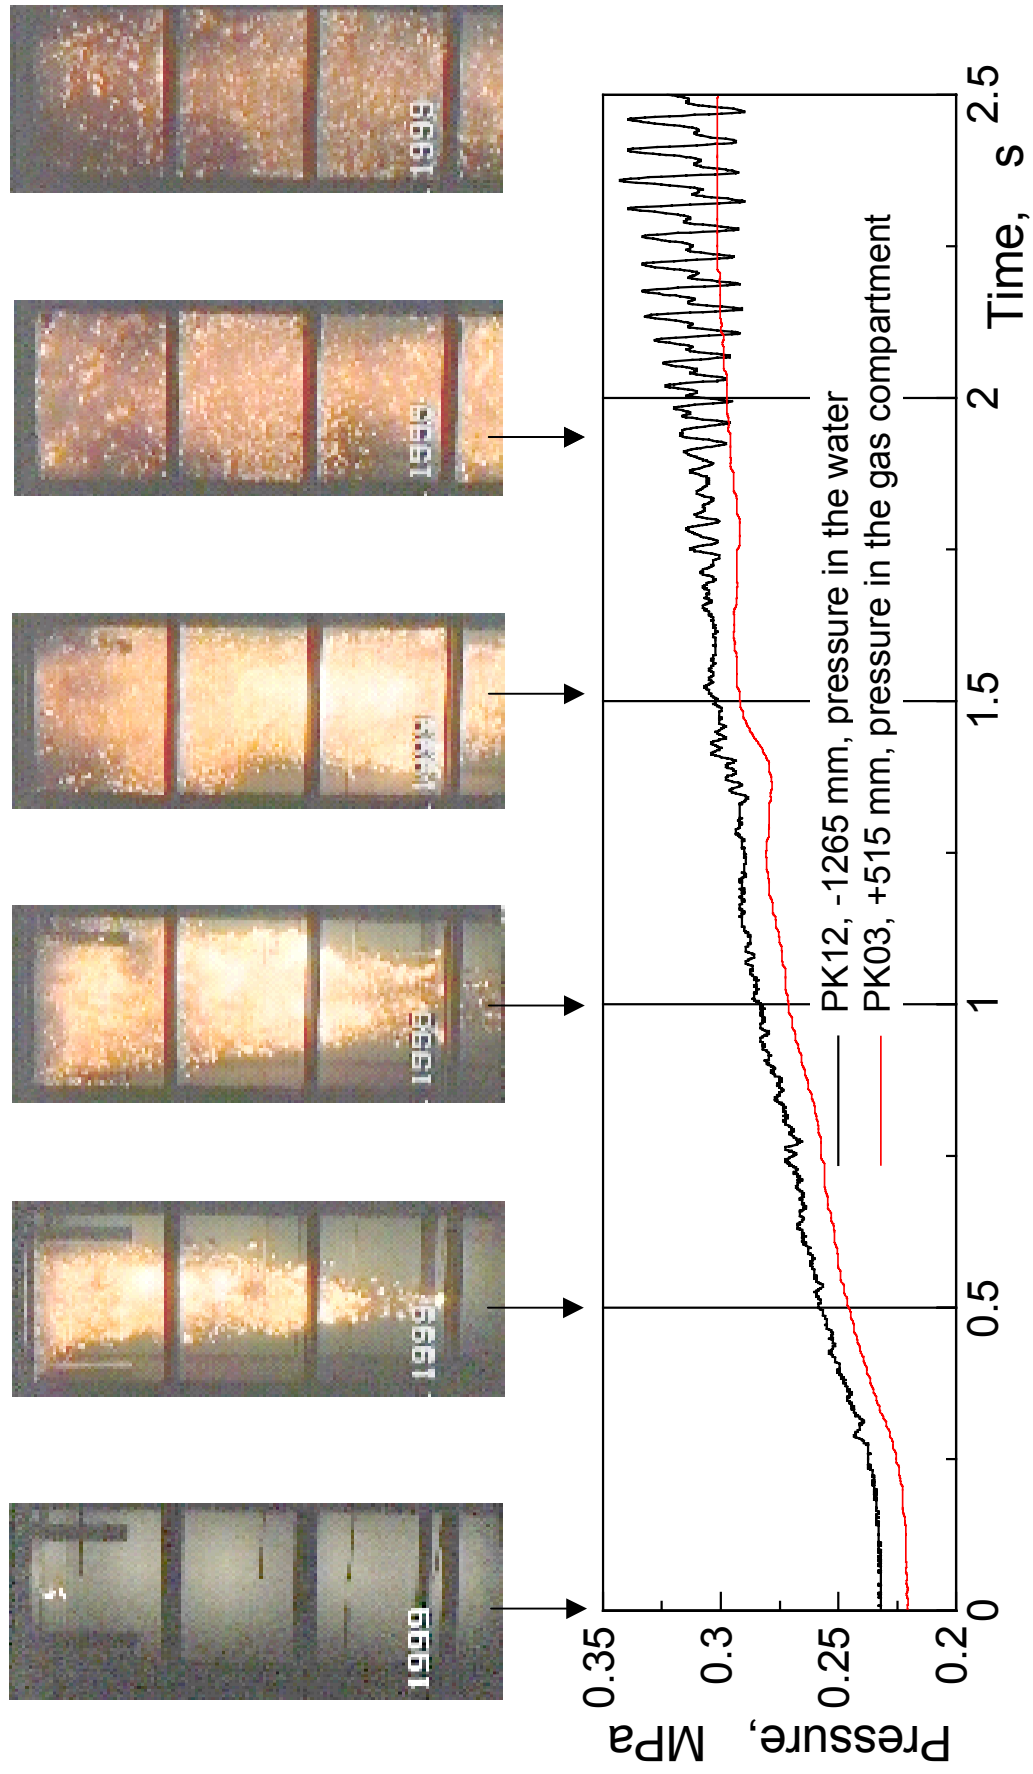 1999
1999
1999
1999
1999
Pressure, MPa
0.35
0.3
0.25
0.2
PK12, -1265 mm, pressure in the water
PK03, +515 mm, pressure in the gas compartment
0 0.5 1 1.5 2 2.5
Time, s